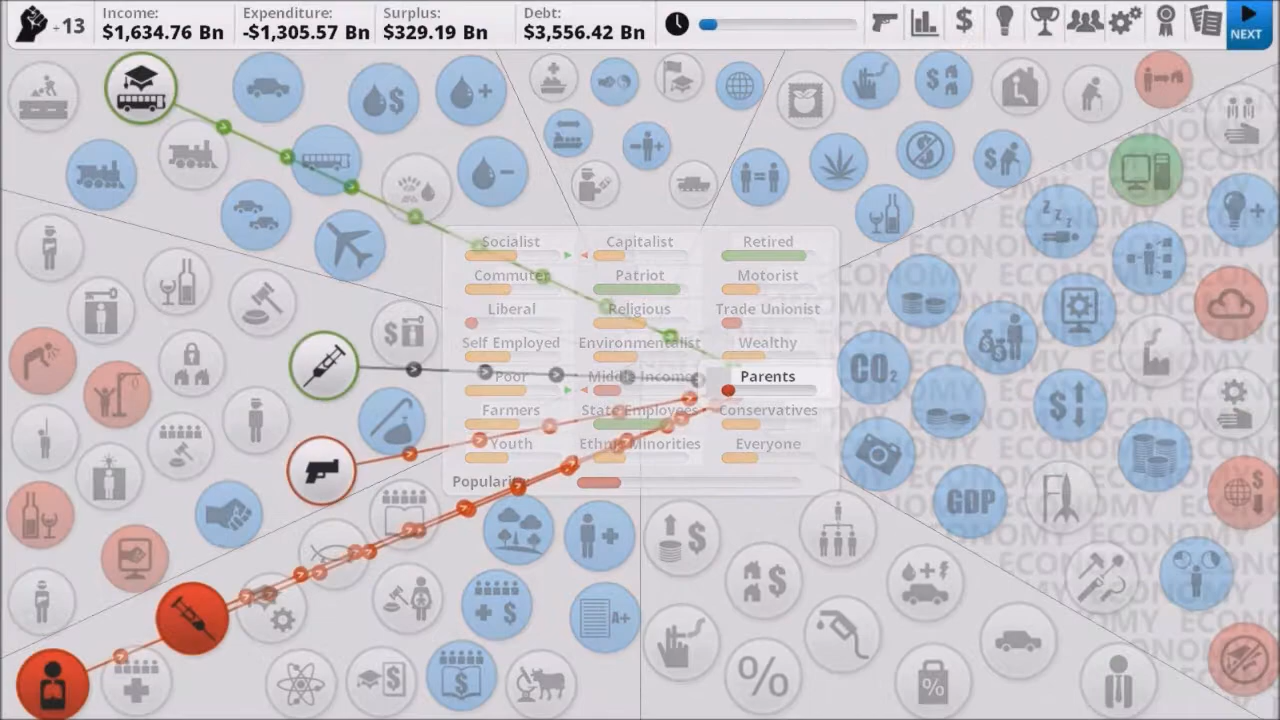 +13
Income:
$1,634.76 Bn
Expenditure:
-$1,305.57 Bn
Surplus:
$329.19 Bn
Debt:
$3,556.42 Bn
NEXT
Socialist
Capitalist
Retired
Commuter
Patriot
Motorist
Liberal
Religious
Trade Unionist
Self Employed
Environmentalist
Wealthy
Poor
Middle Income
Parents
Farmers
State Employees
Conservatives
Youth
Ethnic Minorities
Everyone
Popularity
CO2
GDP
A+
ECONOMY ECONOMY
ECONOMY